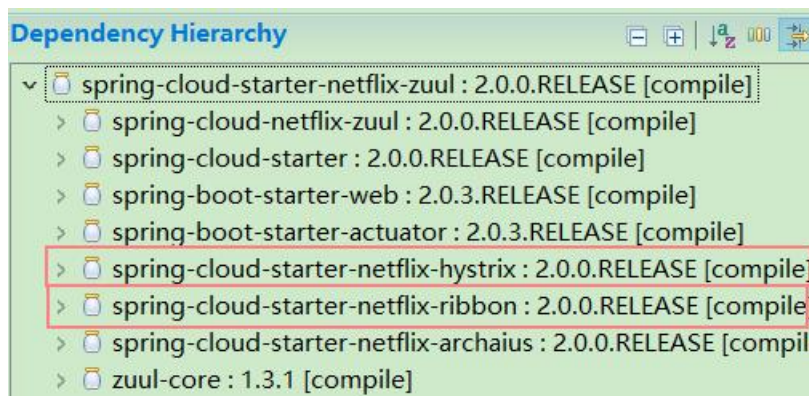 Dependency Hierarchy
spring-cloud-starter-netflix-zuul : 2.0.0.RELEASE [compile]
spring-cloud-netflix-zuul : 2.0.0.RELEASE [compile]
spring-cloud-starter : 2.0.0.RELEASE [compile]
spring-boot-starter-web : 2.0.3.RELEASE [compile]
spring-boot-starter-actuator : 2.0.3.RELEASE [compile]
spring-cloud-starter-netflix-hystrix : 2.0.0.RELEASE [compile]
spring-cloud-starter-netflix-ribbon : 2.0.0.RELEASE [compile
spring-cloud-starter-netflix-archaius : 2.0.0.RELEASE [compil
zuul-core : 1.3.1 [compile]